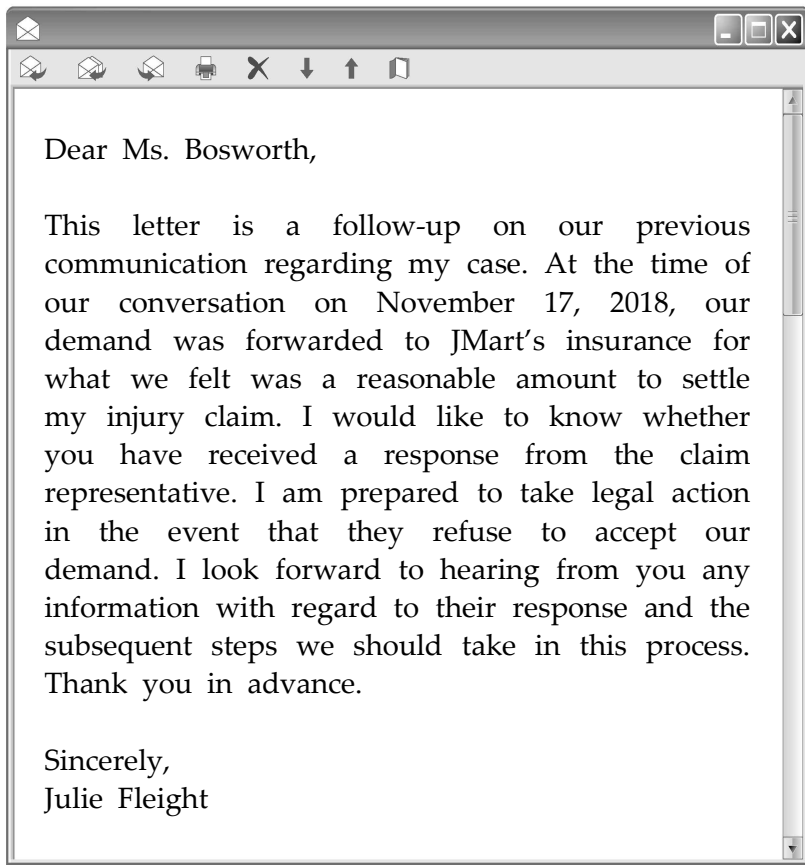 Dear Ms. Bosworth,
This letter is a follow-up on our previous
communication regarding my case. At the time of
our conversation on November 17, 2018, our
demand was forwarded to JMart's insurance for
what we felt was a reasonable amount to settle
my injury claim. I would like to know whether
you have received a response from the claim
representative. I am prepared to take legal action
in the event that they refuse to accept our
demand. I look forward to hearing from you any
information with regard to their response and the
subsequent steps we should take in this process.
Thank you in advance.
Sincerely,
Julie Fleight